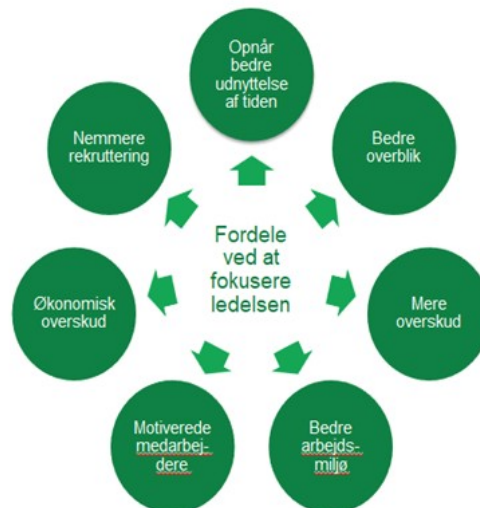 Opnår
bedre
udnyttelse
af tiden
Bedre
overblik
Mere
overskud
Bedre
arbejds-
miljø
Motiverede
medarbej-
dere
Økonomisk
overskud
Nemmere
rekruttering
Fordele
ved at
fokusere
ledelsen